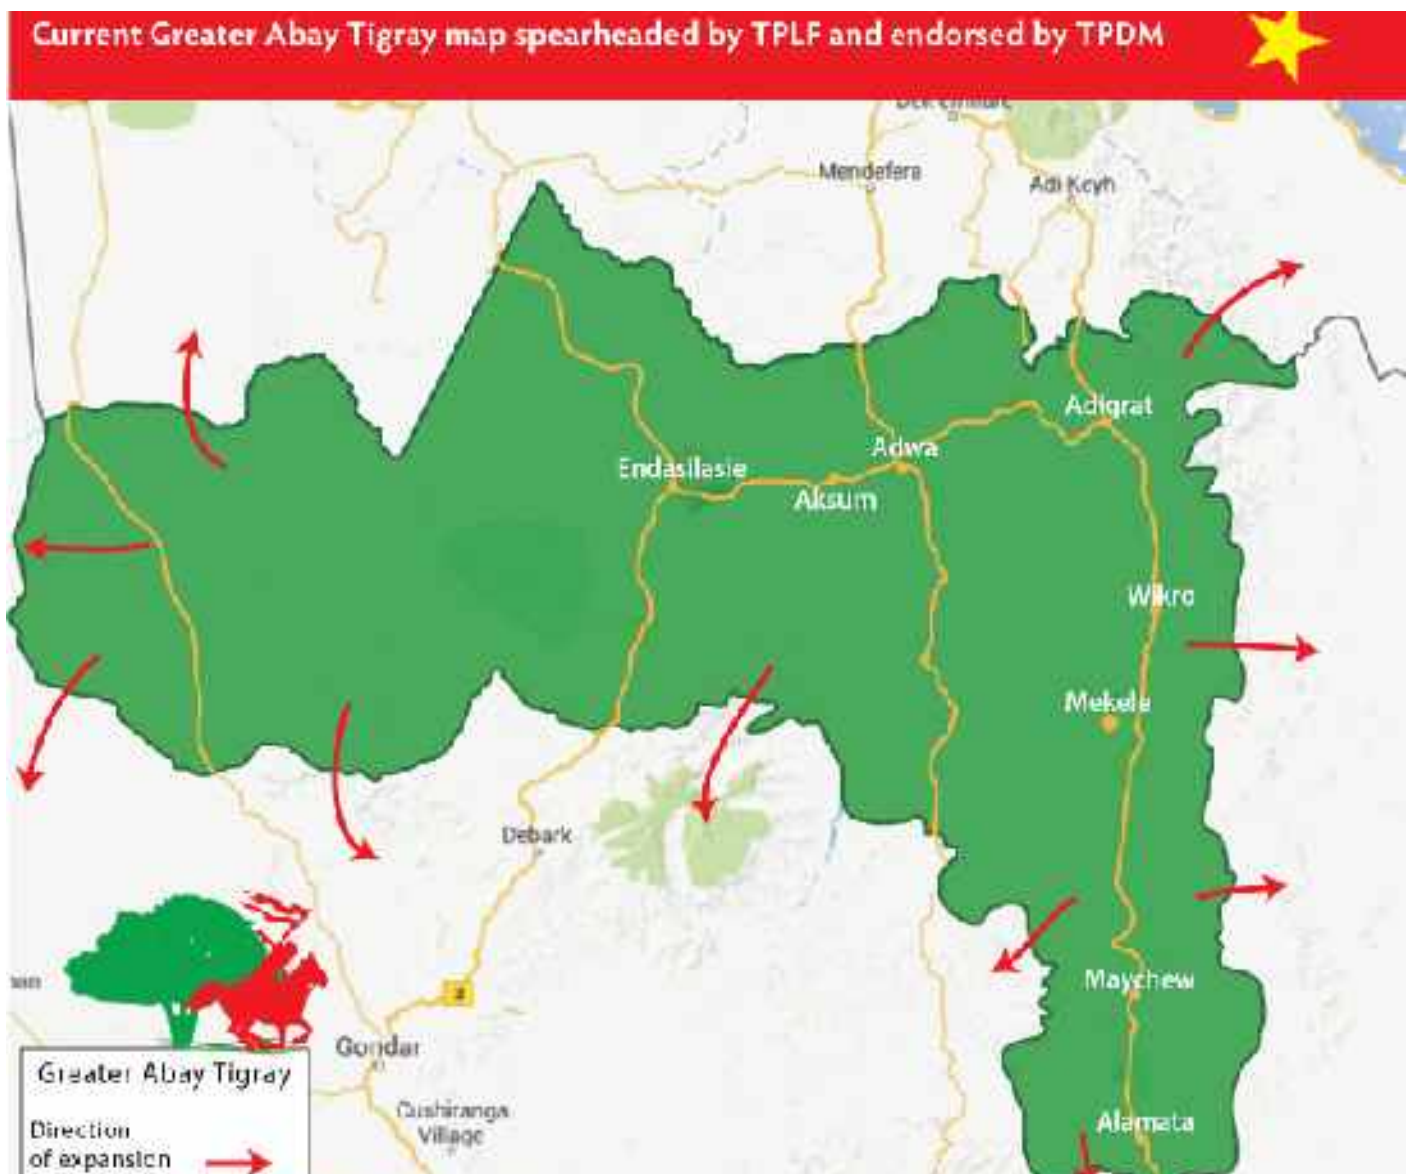 Current Greater Abay Tigray map spearheaded by TPLF and endorsed by TPDM
Mendefera
Adi Keyh
Adigrat
Adwa
Endasilasie
Aksum
Wikro
Mekele
Debark
Maychew
Gondar
Greater Abay Tigray
Cushiranga
Village
Alamata
Direction
of expansion